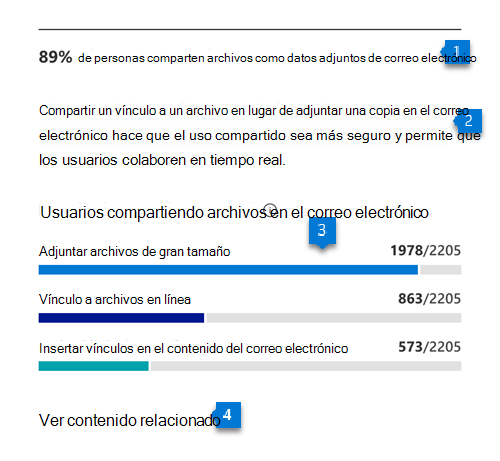 89% de personas comparten archivos como datos adjuntos de correo electrónico 1
Compartir un vínculo a un archivo en lugar de adjuntar una copia en el correo
electrónico hace que el uso compartido sea más seguro y permite que 2
los usuarios colaboren en tiempo real.
Usuarios compartiendo archivos en el correo electrónico
3
Adjuntar archivos de gran tamaño 1978/2205
Vínculo a archivos en línea 863/2205
Insertar vínculos en el contenido del correo electrónico 573/2205
Ver contenido relacionado 4